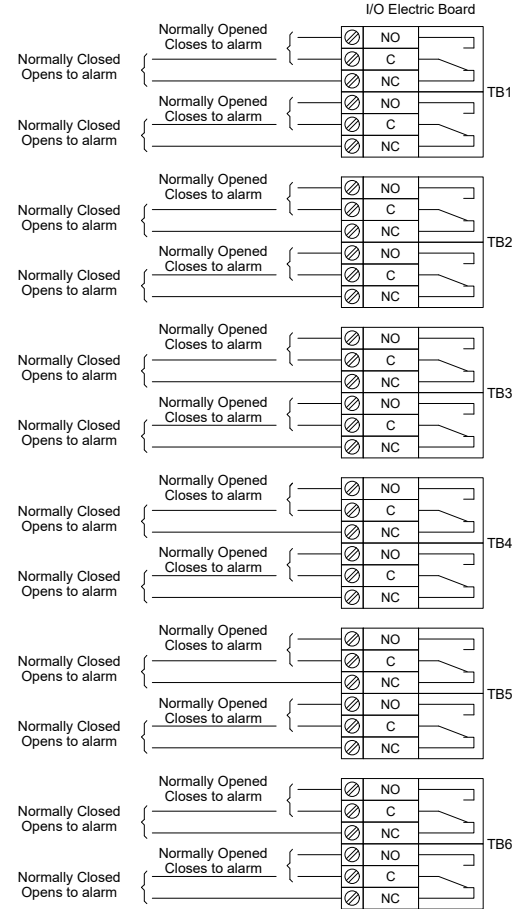 I/O Electric Board
Normally Opened
Closes to alarm
NO
Normally Closed
Opens to alarm
C
NC
TB1
Normally Opened
Closes to alarm
NO
Normally Closed
Opens to alarm
C
NC
Normally Opened
Closes to alarm
NO
Normally Closed
Opens to alarm
C
NC
TB2
Normally Opened
Closes to alarm
NO
Normally Closed
Opens to alarm
C
NC
Normally Opened
Closes to alarm
NO
Normally Closed
Opens to alarm
C
NC
TB3
Normally Opened
Closes to alarm
NO
Normally Closed
Opens to alarm
C
NC
Normally Opened
Closes to alarm
NO
Normally Closed
Opens to alarm
C
NC
TB4
Normally Opened
Closes to alarm
NO
Normally Closed
Opens to alarm
C
NC
Normally Opened
Closes to alarm
NO
Normally Closed
Opens to alarm
C
NC
TB5
Normally Opened
Closes to alarm
NO
Normally Closed
Opens to alarm
C
NC
Normally Opened
Closes to alarm
NO
Normally Closed
Opens to alarm
C
NC
TB6
Normally Opened
Closes to alarm
NO
Normally Closed
Opens to alarm
C
NC